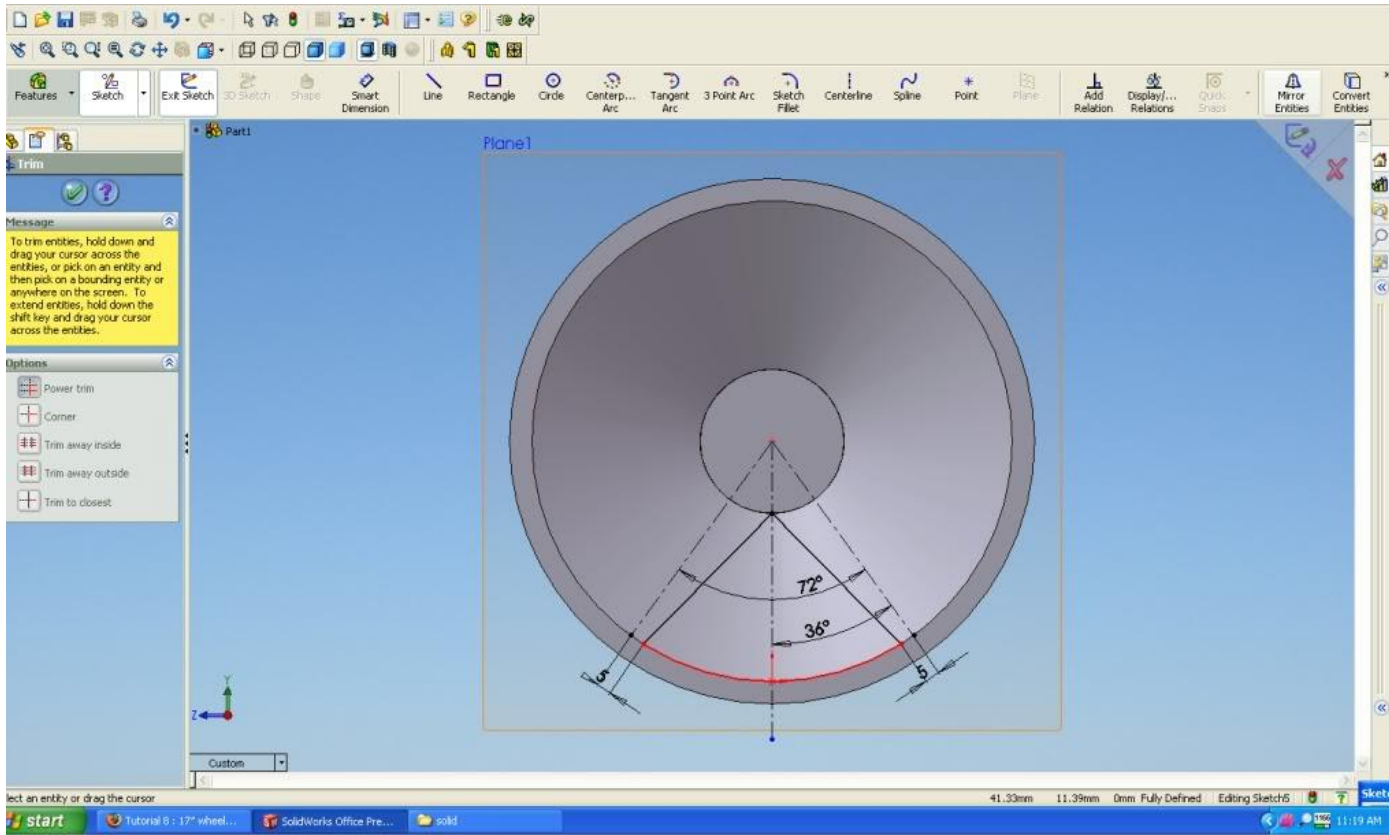 Features Sketch Exit Sketch 3D Sketch Shape Smart Dimension Line Rectangle Circle Centerp... Arc Tangent Arc 3 Point Arc Sketch Fillet Centerline Spline Point Plane Add Relation Display/... Relations Quick Snaps Mirror Entities Convert Entities
Part1
Plane1
Trim
Message
To trim entities, hold down and
drag your cursor across the
entities, or pick on an entity and
then pick on a bounding entity or
anywhere on the screen. To
extend entities, hold down the
shift key and drag your cursor
across the entities.
Options
Power trim
Corner
Trim away inside
Trim away outside
Trim to closest
72°
36°
5
5
Y
Z
Custom
lect an entity or drag the cursor
41.33mm 11.39mm 0mm Fully Defined Editing Sketch5
Sket
start
Tutorial 8 : 17" wheel...
SolidWorks Office Pre...
solid
1166
11:19 AM